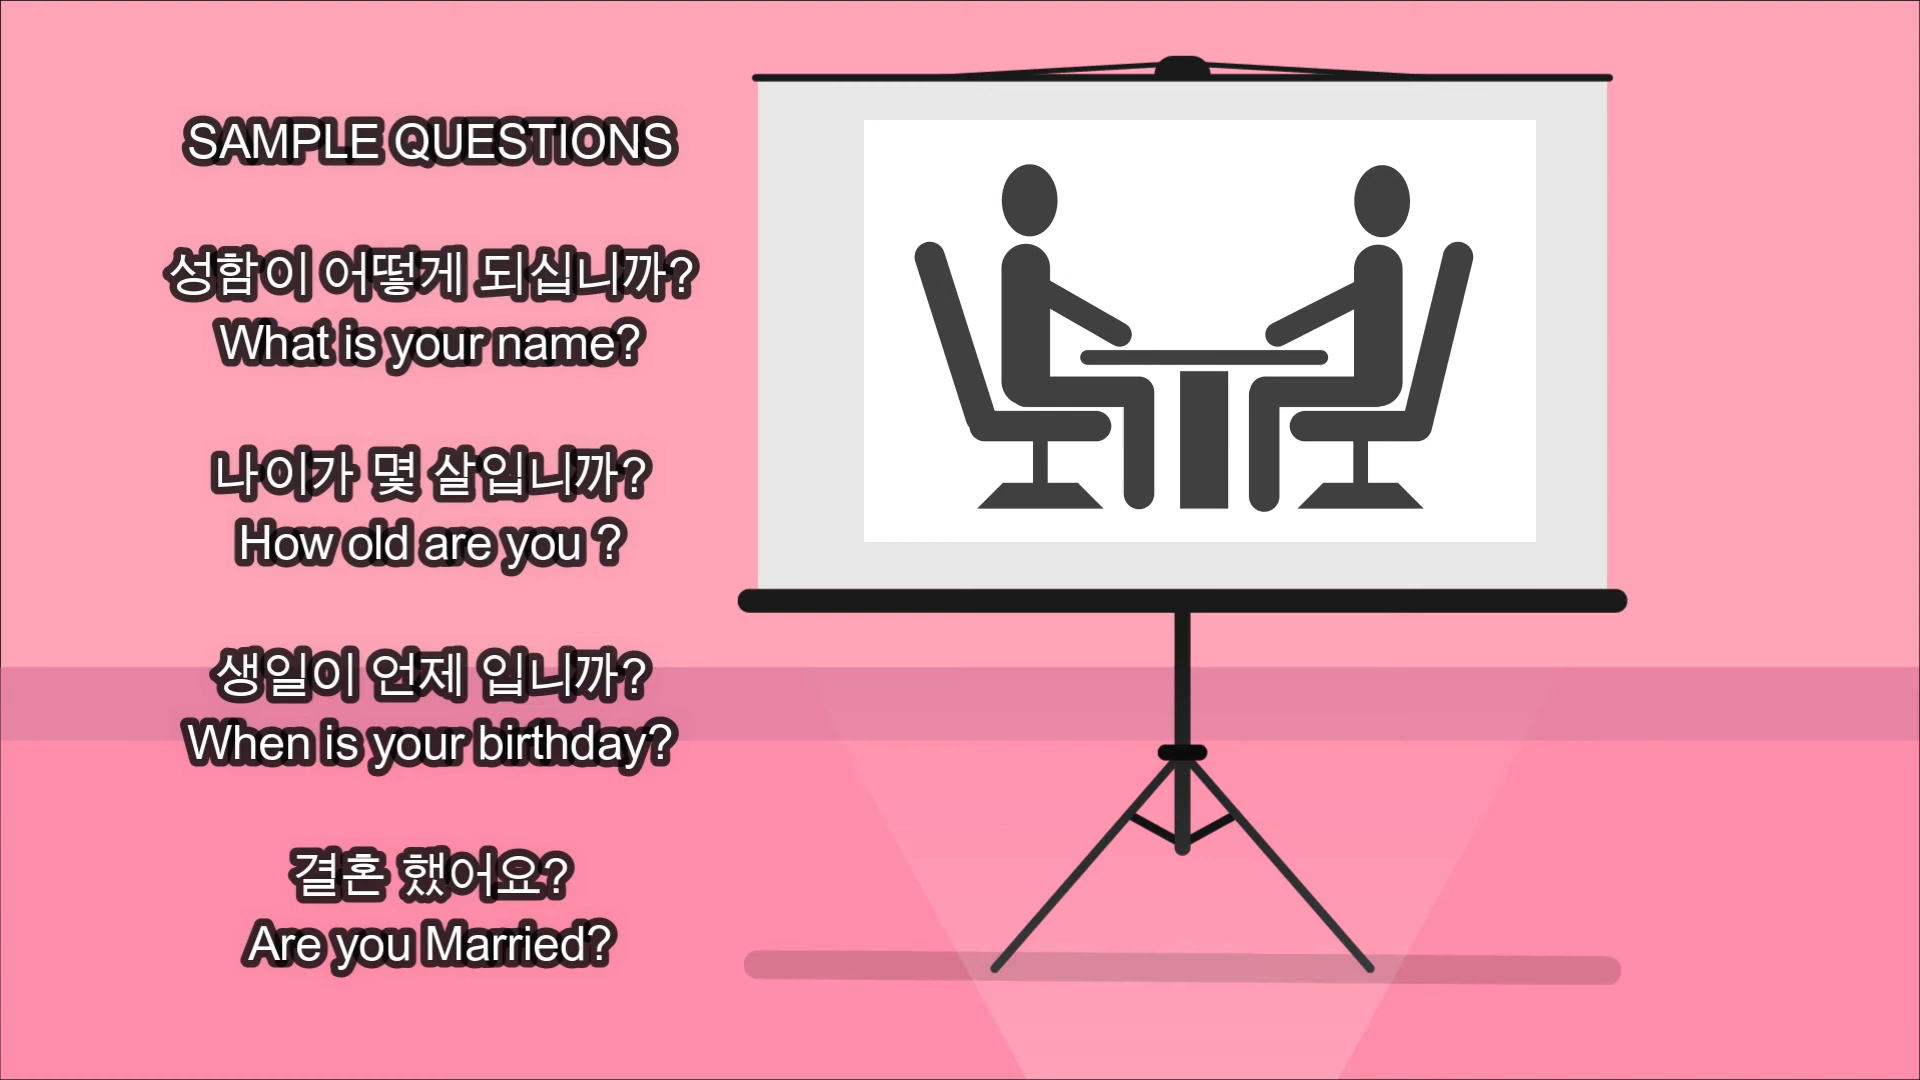 SAMPLE QUESTIONS
성함이 어떻게 되십니까?
What is your name?
나이가 몇 살입니까?
How old are you ?
생일이 언제 입니까?
When is your birthday?
결혼 했어요?
Are you Married?